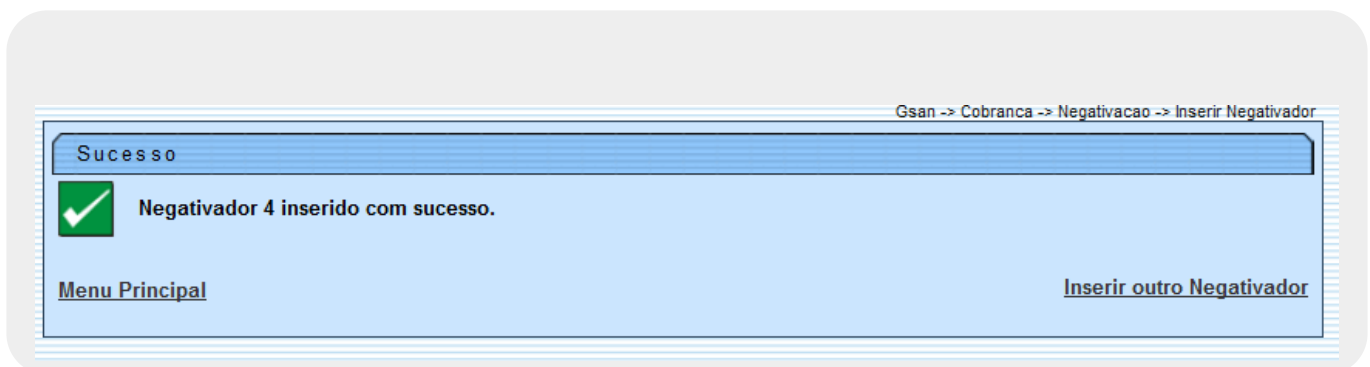 Gsan -> Cobranca -> Negativacao -> Inserir Negativador
Sucesso
Negativador 4 inserido com sucesso.
Menu Principal
Inserir outro Negativador